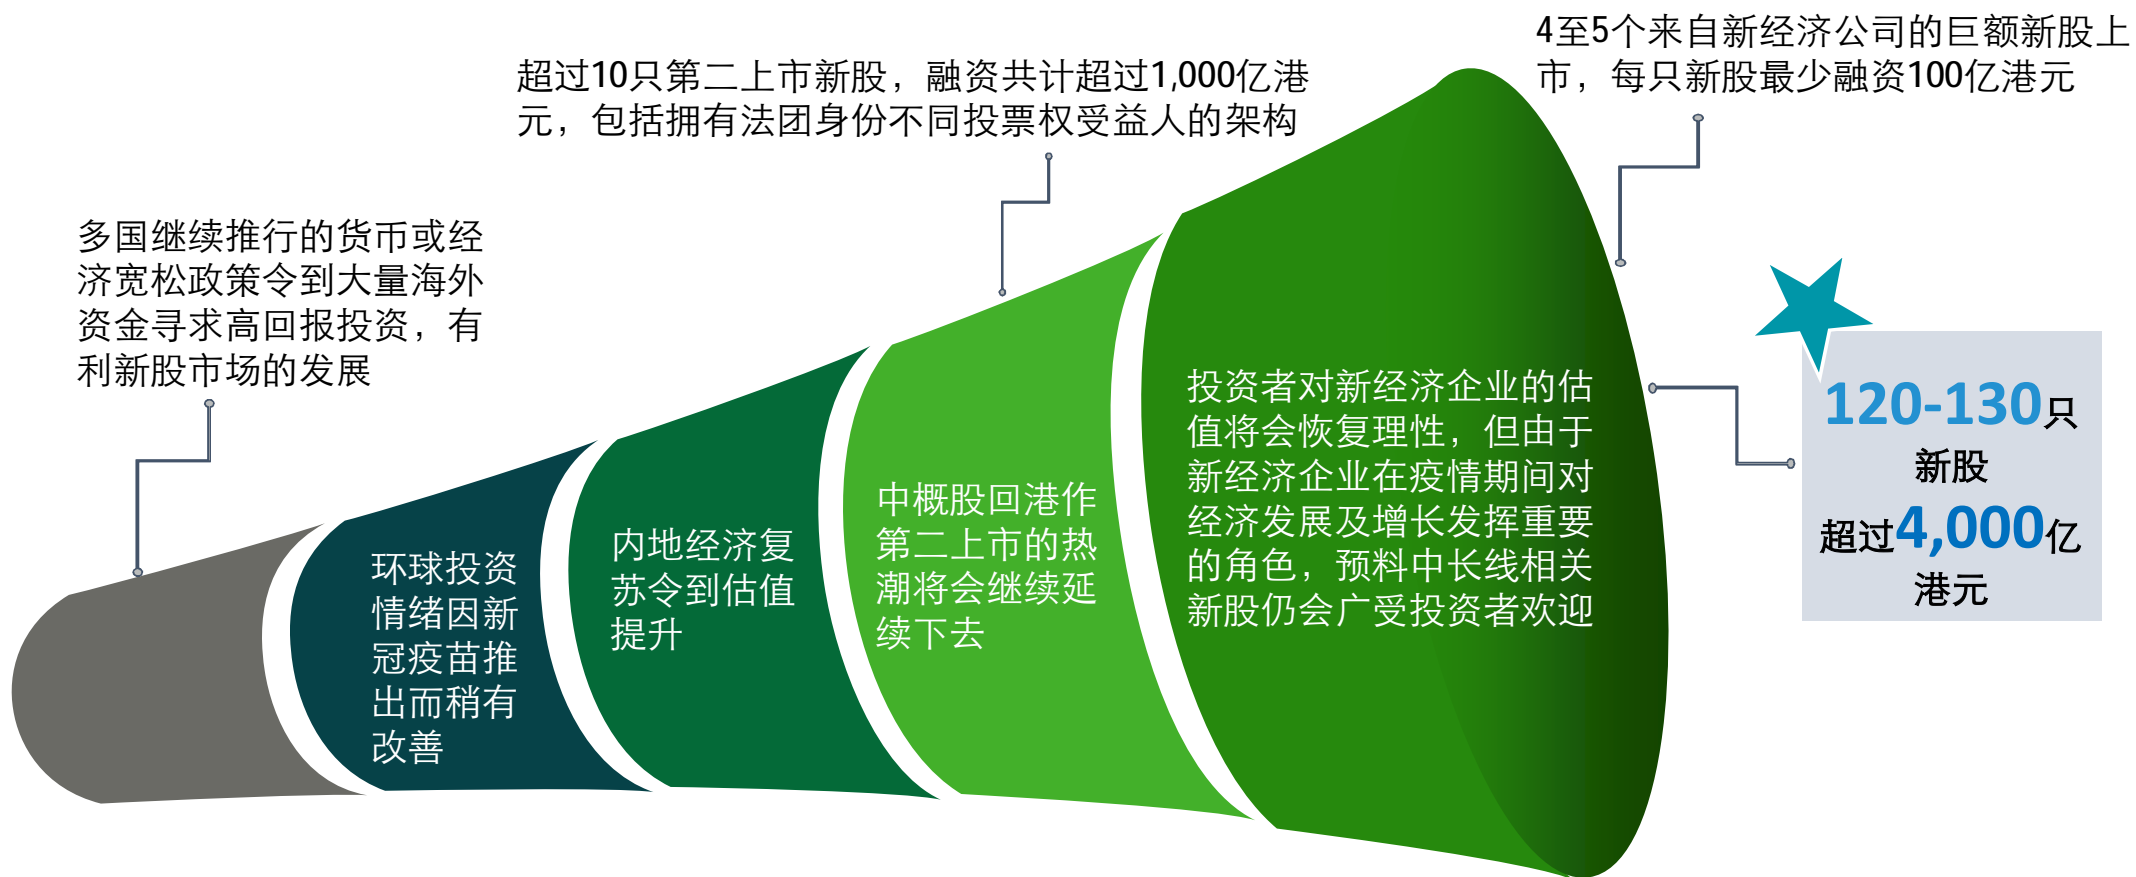 4至5个来自新经济公司的巨额新股上
市，每只新股最少融资100亿港元
超过10只第二上市新股，融资共计超过1,000亿港
元，包括拥有法团身份不同投票权受益人的架构
多国继续推行的货币或经
济宽松政策令到大量海外
资金寻求高回报投资，有
利新股市场的发展
环球投资
情绪因新
冠疫苗推
出而稍有
改善
内地经济复
苏令到估值
提升
中概股回港作
第二上市的热
潮将会继续延
续下去
投资者对新经济企业的估
值将会恢复理性，但由于
新经济企业在疫情期间对
经济发展及增长发挥重要
的角色，预料中长线相关
新股仍会广受投资者欢迎
120-130只
新股
超过4,000亿
港元